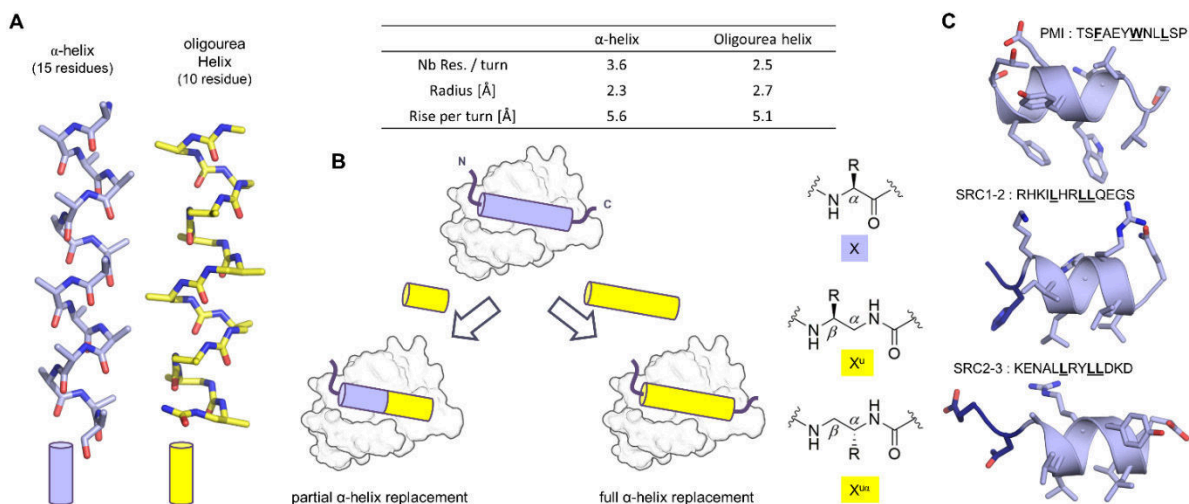 A
α-helix
(15 residues)
oligourea
Helix
(10 residue)
α-helix Oligourea helix
Nb Res. / turn 3.6 2.5
Radius [Å] 2.3 2.7
Rise per turn [Å] 5.6 5.1
B
N
C
partial α-helix replacement
full α-helix replacement
R
N
H
α
O
X
R
H
N
N
H
β
α
O
Xᵘ
H
N
α
N
H
β
R
O
Xᵘᵅ
C
PMI : TSFAEYWNLLSP
SRC1-2 : RHKILHRLLQEGS
SRC2-3 : KENALLRYLLDKD